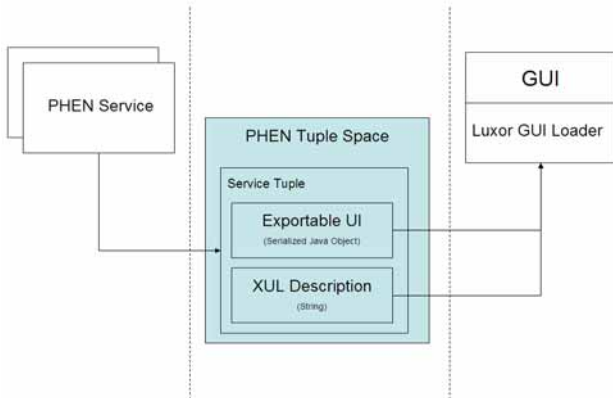 PHEN Service
PHEN Tuple Space
Service Tuple
Exportable UI
(Serialized Java Object)
XUL Description
(String)
GUI
Luxor GUI Loader